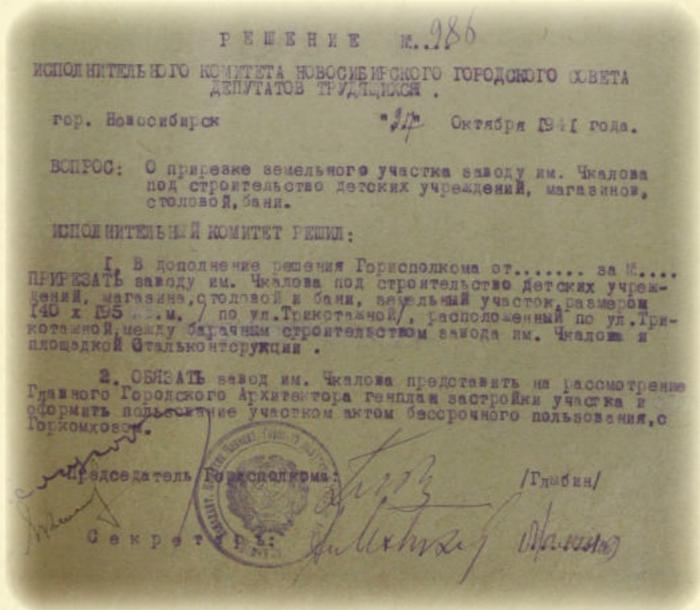 РЕШЕНИЕ №....986
ИСПОЛНИТЕЛЬНОГО КОМИТЕТА НОВОСИБИРСКОГО ГОРОДСКОГО СОВЕТА
ДЕПУТАТОВ ТРУДЯЩИХСЯ .
гор. Новосибирск "27" Октября 1941 года.
ВОПРОС: О прирезке земельного участка заводу им. Чкалова
под строительство детских учреждений, магазинов,
столовой,бани.
ИСПОЛНИТЕЛЬНЫЙ КОМИТЕТ РЕШИЛ:
I. В дополнение решения Горисполкома от....... за №....
ПРИРЕЗАТЬ заводу им. Чкалова под строительство детских учреж-
дений, магазина,столовой и бани, земельный участок,размером
140 х 195 м. / по ул.Трикотажной/, расположенный по ул.Три-
котажной,между барачным строительством завода им. Чкалова и
площадкой Стальконторукции .
2. ОБЯЗАТЬ завод им. Чкалова представить на рассмотрение
Главного Городского Архитектора генплан застройки участка и
оформить пользование участком актом бессрочного пользования,с
Горкомхозом.
Председатель Горисполкома: /Глыбин/
Секретарь: